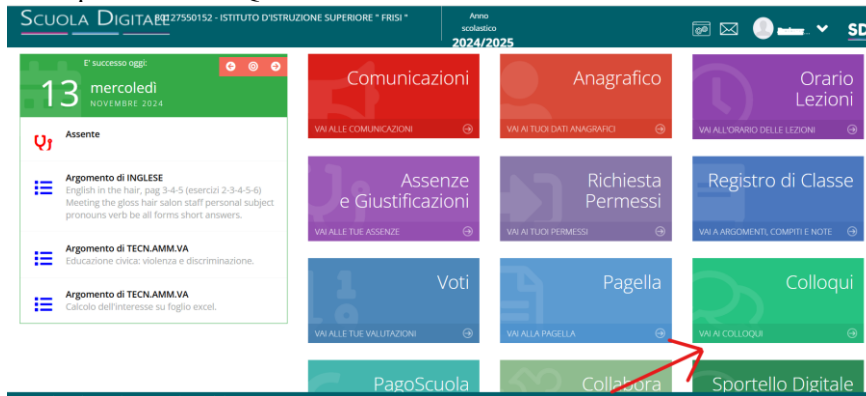 SCUOLA DIGITALE 80127550152 - ISTITUTO D'ISTRUZIONE SUPERIORE " FRISI "
Anno
scolastico
2024/2025
SD
E' successo oggi:
13 mercoledì
NOVEMBRE 2024
Assente
Argomento di INGLESE
English in the hair, pag 3-4-5 (esercizi 2-3-4-5-6)
Meeting the gloss hair salon staff personal subject
pronouns verb be all forms short answers.
Argomento di TECN.AMM.VA
Educazione civica: violenza e discriminazione.
Argomento di TECN.AMM.VA
Calcolo dell'interesse su foglio excel.
Comunicazioni
VAI ALLE COMUNICAZIONI
Anagrafico
VAI AI TUOI DATI ANAGRAFICI
Orario
Lezioni
VAI ALL'ORARIO DELLE LEZIONI
Assenze
e Giustificazioni
VAI ALLE TUE ASSENZE
Richiesta
Permessi
VAI AI TUOI PERMESSI
Registro di Classe
VAI A ARGOMENTI, COMPITI E NOTE
Voti
VAI ALLE TUE VALUTAZIONI
Pagella
VAI ALLA PAGELLA
Colloqui
VAI AI COLLOQUI
PagoScuola
Collabora
Sportello Digitale